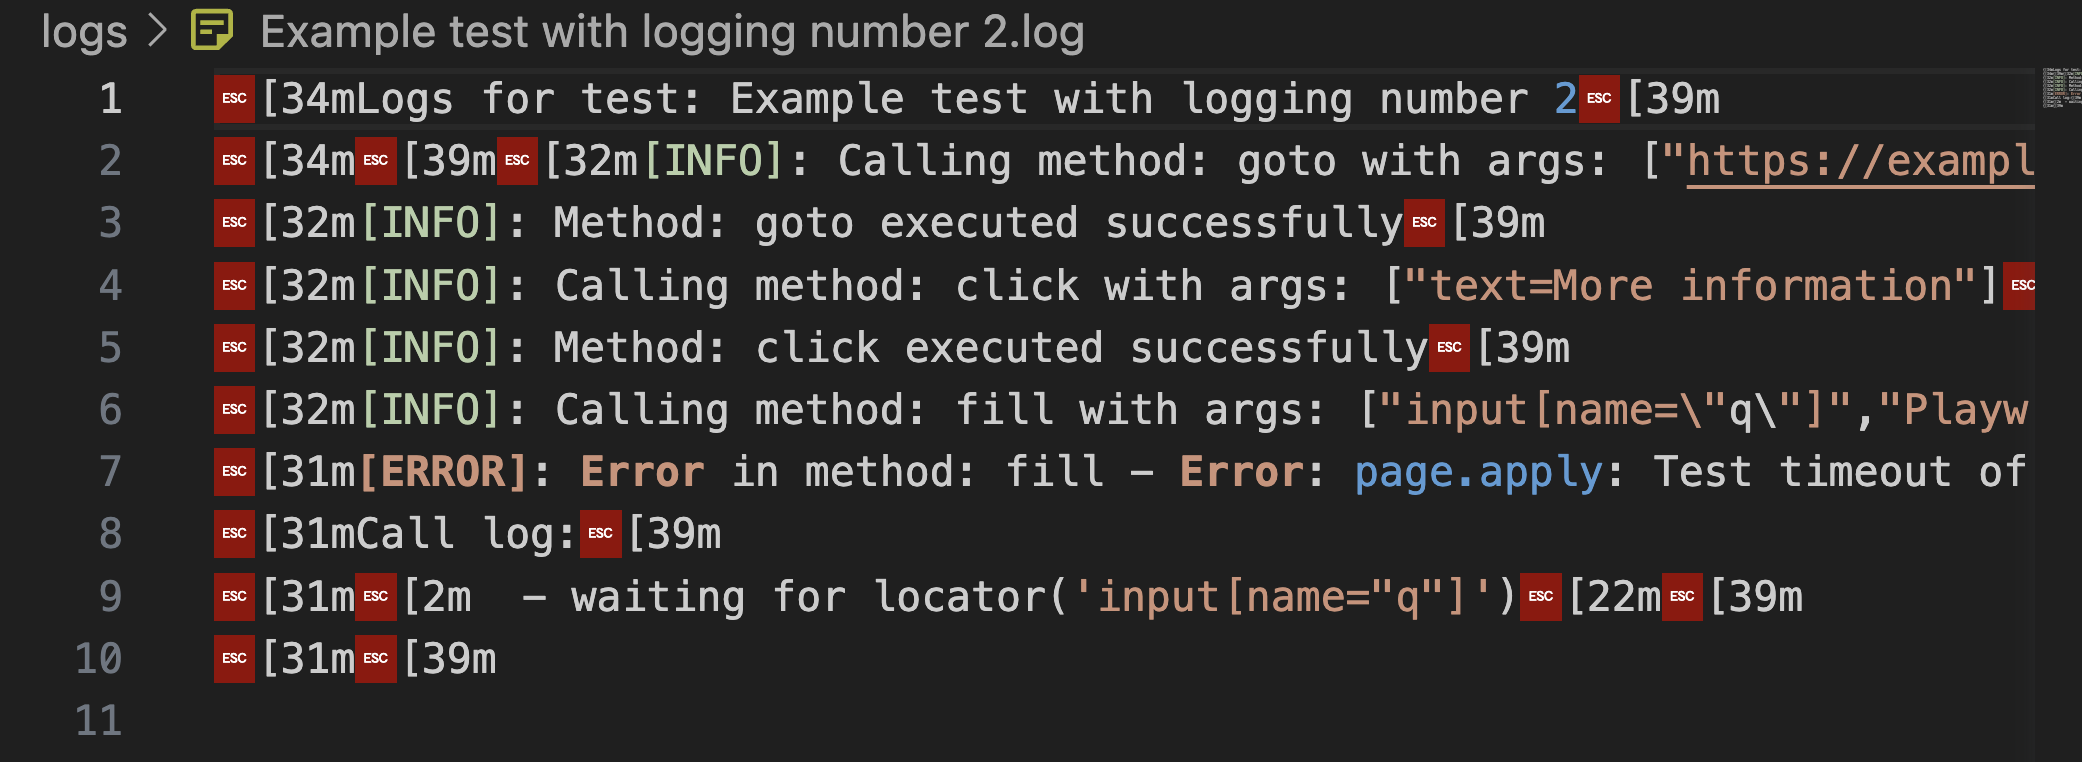 logs > Example test with logging number 2.log
1 ESC[34mLogs for test: Example test with logging number 2ESC[39m
2 ESC[34mESC[39mESC[32m[INFO]: Calling method: goto with args: ["https://exampl
3 ESC[32m[INFO]: Method: goto executed successfullyESC[39m
4 ESC[32m[INFO]: Calling method: click with args: ["text=More information"]ESC
5 ESC[32m[INFO]: Method: click executed successfullyESC[39m
6 ESC[32m[INFO]: Calling method: fill with args: ["input[name=\"q\"]","Playw
7 ESC[31m[ERROR]: Error in method: fill – Error: page.apply: Test timeout of
8 ESC[31mCall log:ESC[39m
9 ESC[31mESC[2m  – waiting for locator('input[name="q"]')ESC[22mESC[39m
10 ESC[31mESC[39m
11